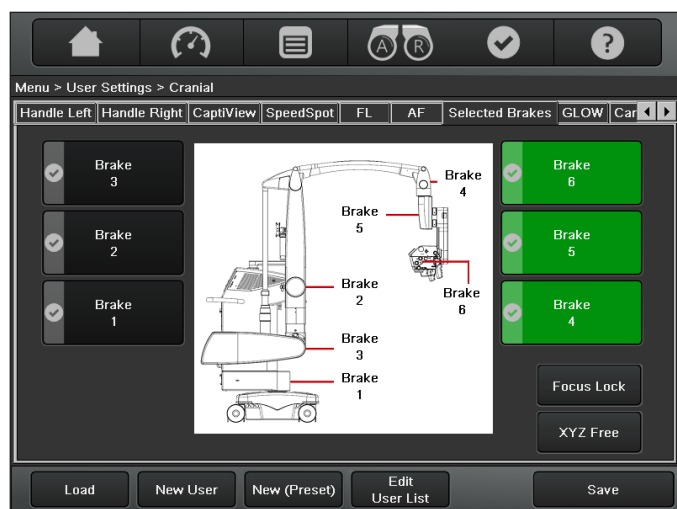 A R ?
Menu > User Settings > Cranial
Handle Left Handle Right CaptiView SpeedSpot FL AF Selected Brakes GLOW Car
Brake
3
Brake
2
Brake
1
Brake
4
Brake
5
Brake
2
Brake
6
Brake
3
Brake
1
Brake
6
Brake
5
Brake
4
Focus Lock
XYZ Free
Load
New User
New (Preset)
Edit
User List
Save